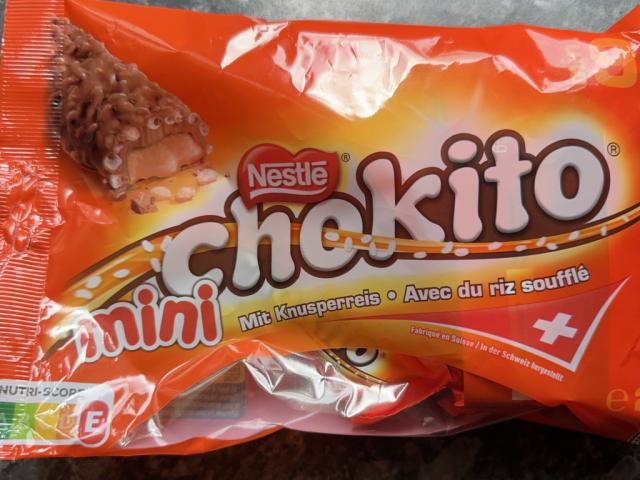 Nestlé®
chokito®
mini
Mit Knusperreis • Avec du riz soufflé
Fabriqué en Suisse / In der Schweiz hergestellt
NUTRI-SCORE
E
e